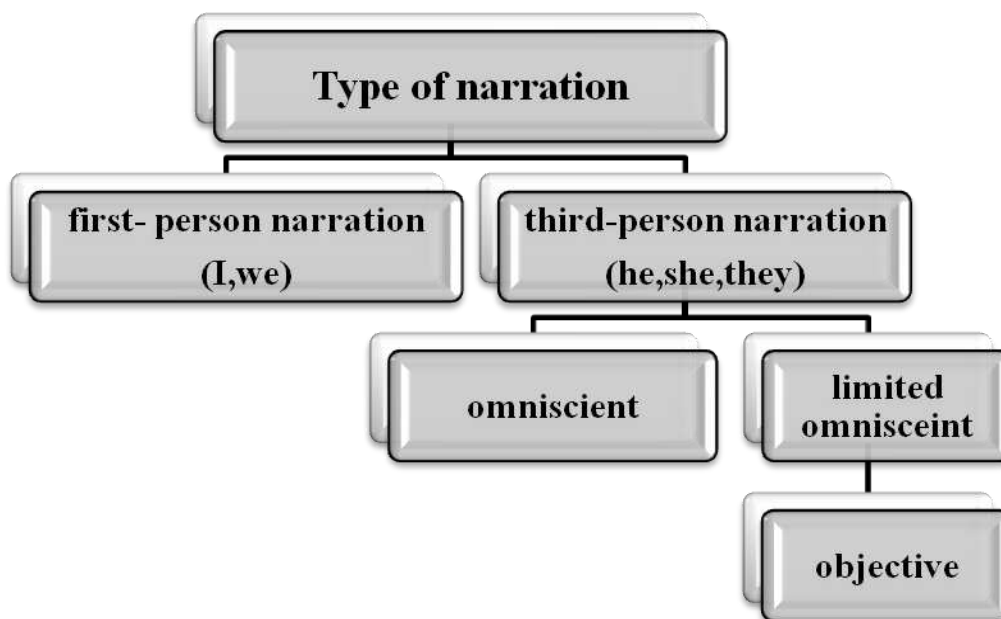 Type of narration
first- person narration
(I,we)
third-person narration
(he,she,they)
omniscient
limited
omnisceint
objective